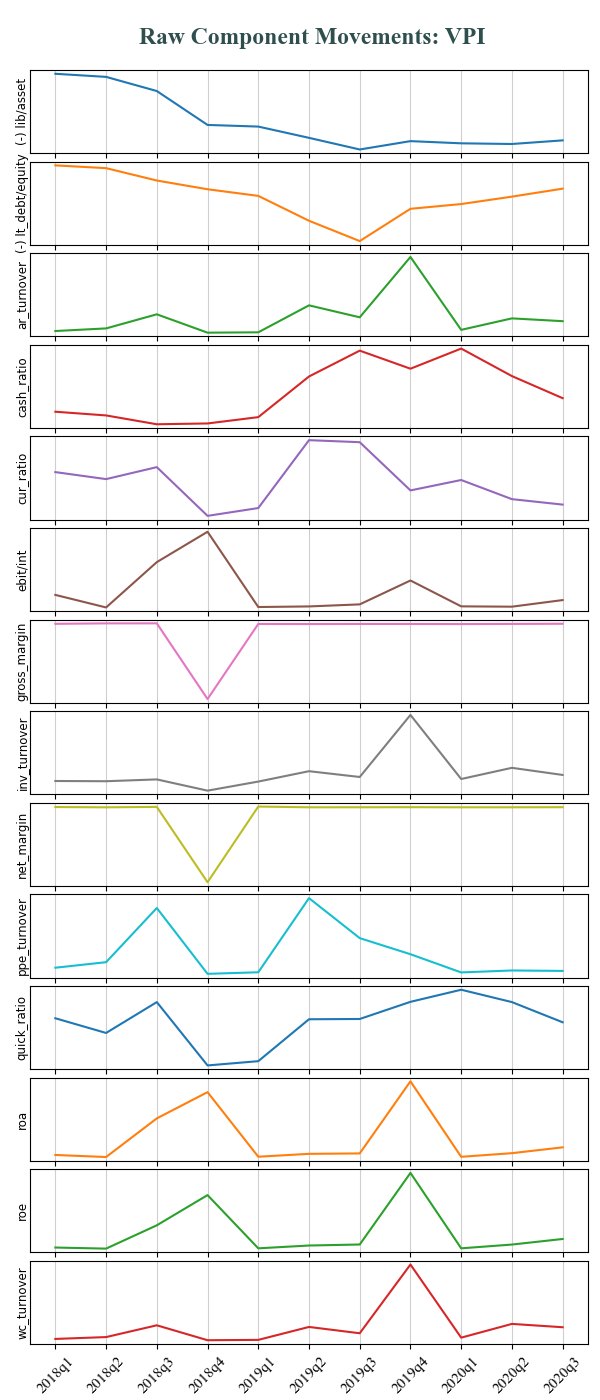 Raw Component Movements: VPI
(-) lib/asset
(-) lt_debt/equity
ar_turnover
cash_ratio
cur_ratio
ebit/int
gross_margin
inv_turnover
net_margin
ppe_turnover
quick_ratio
roa
roe
wc_turnover
2018q1 2018q2 2018q3 2018q4 2019q1 2019q2 2019q3 2019q4 2020q1 2020q2 2020q3